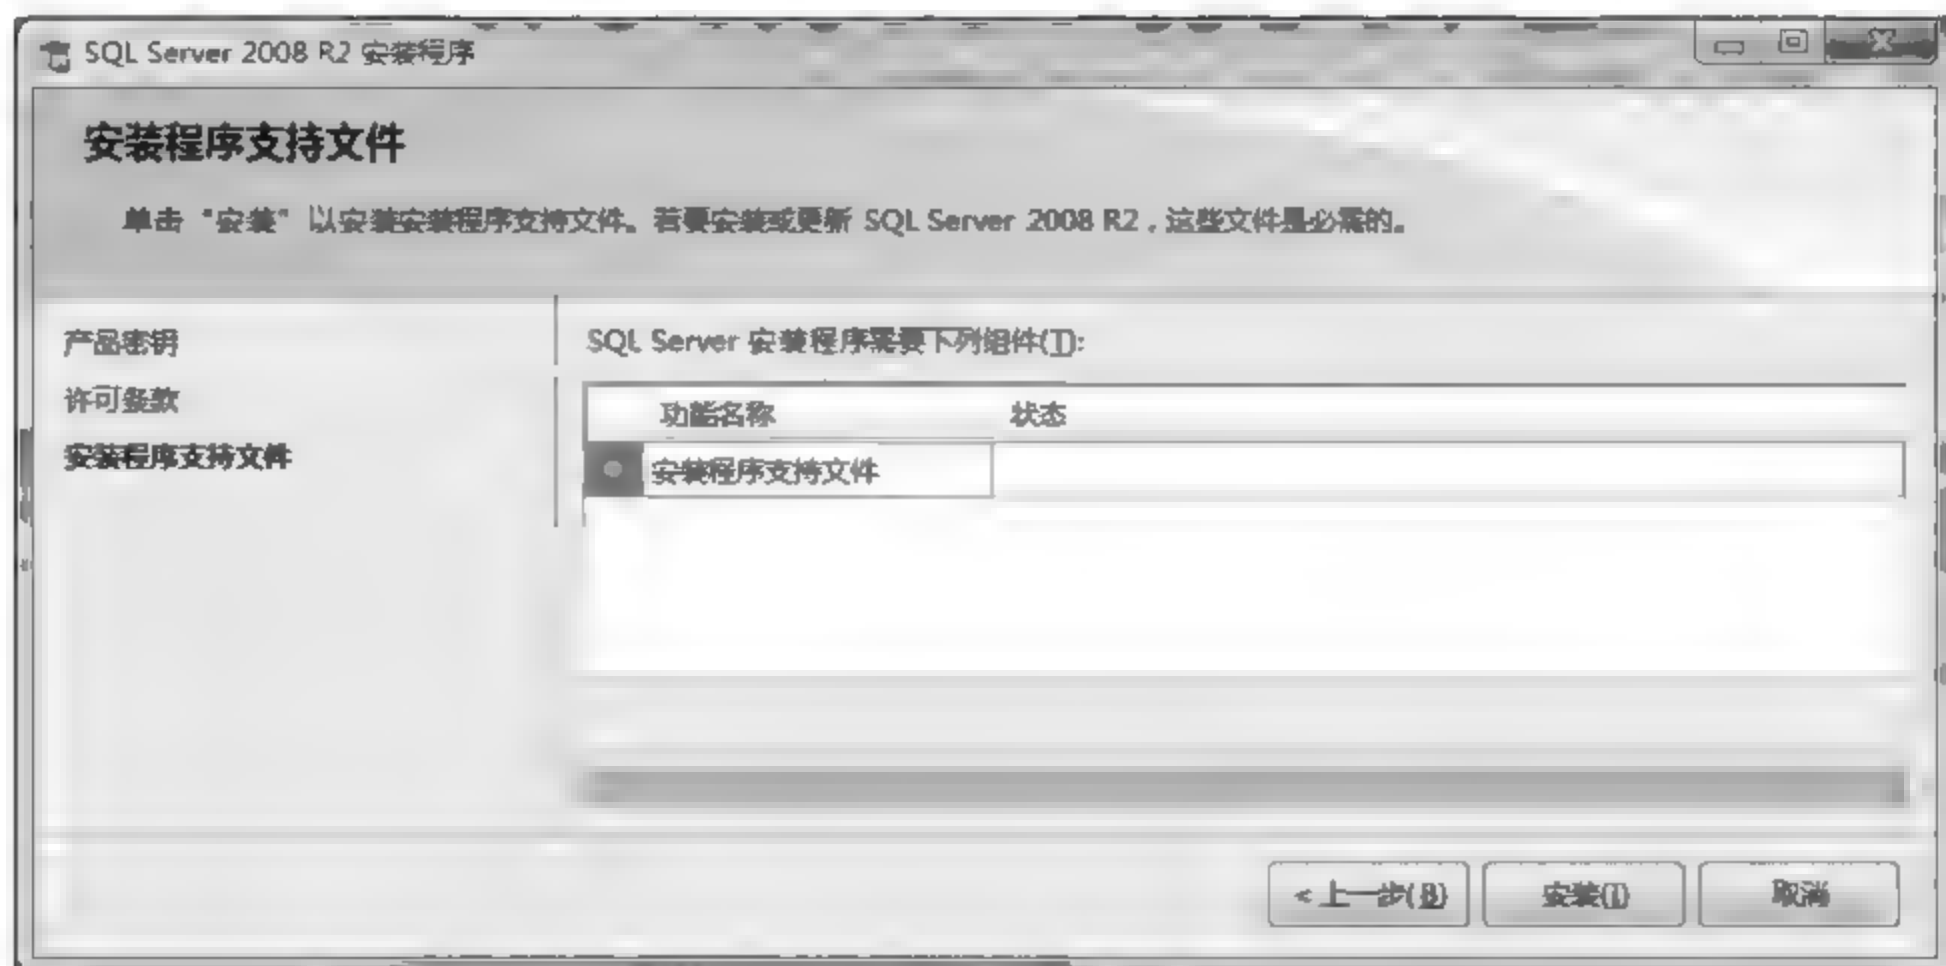 SQL Server 2008 R2 安装程序
安装程序支持文件
单击 "安装" 以安装安装程序支持文件。若要安装或更新 SQL Server 2008 R2，这些文件是必需的。
产品密钥
许可条款
安装程序支持文件
SQL Server 安装程序需要下列组件(T):
功能名称 状态
安装程序支持文件
< 上一步(B) 安装(I) 取消